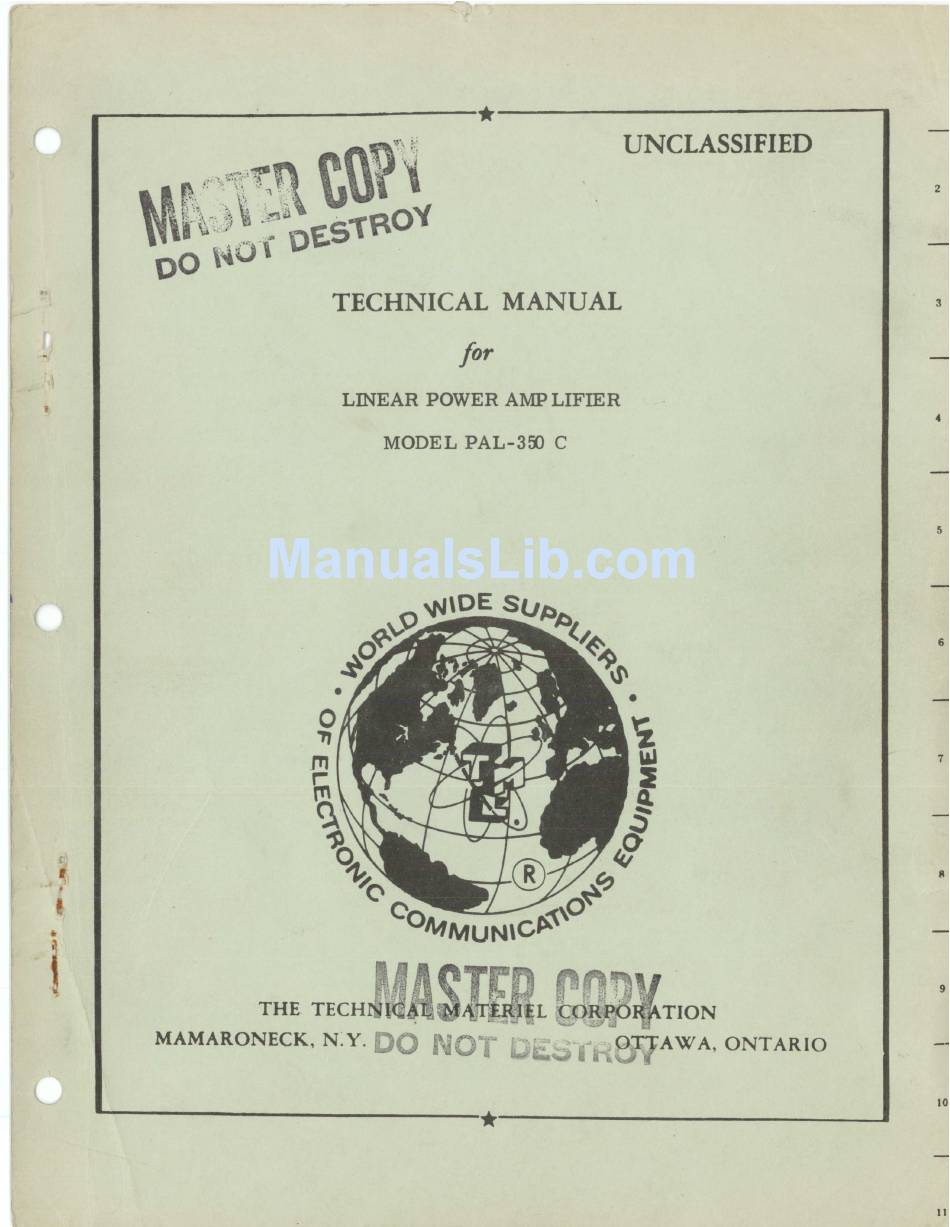 UNCLASSIFIED
MASTER COPY
DO NOT DESTROY
TECHNICAL MANUAL
for
LINEAR POWER AMPLIFIER
MODEL PAL-350 C
ManualsLib.com
• WORLD WIDE SUPPLIERS •
OF ELECTRONIC COMMUNICATIONS EQUIPMENT
TMC.
®
MASTER COPY
THE TECHNICAL MATERIEL CORPORATION
MAMARONECK, N.Y. OTTAWA, ONTARIO
DO NOT DESTROY
2
3
4
5
6
7
8
9
10
11